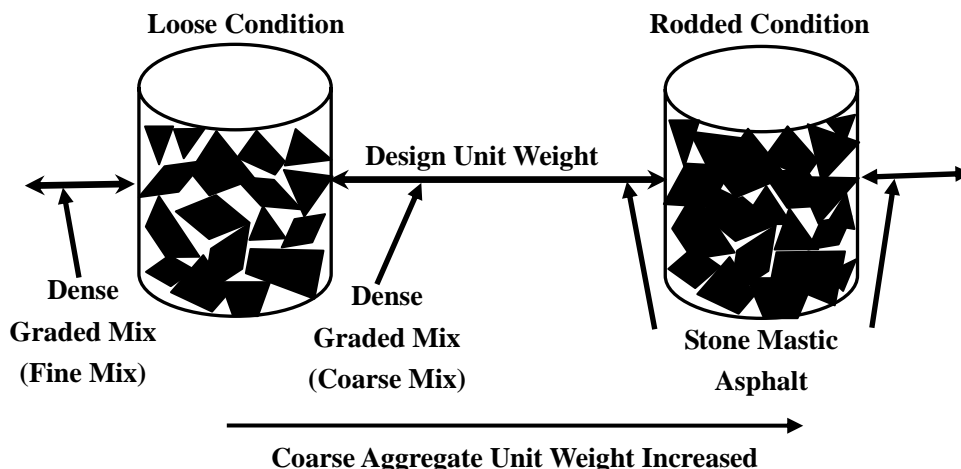 Loose Condition
Rodded Condition
Design Unit Weight
Dense
Graded Mix
(Fine Mix)
Dense
Graded Mix
(Coarse Mix)
Stone Mastic
Asphalt
Coarse Aggregate Unit Weight Increased